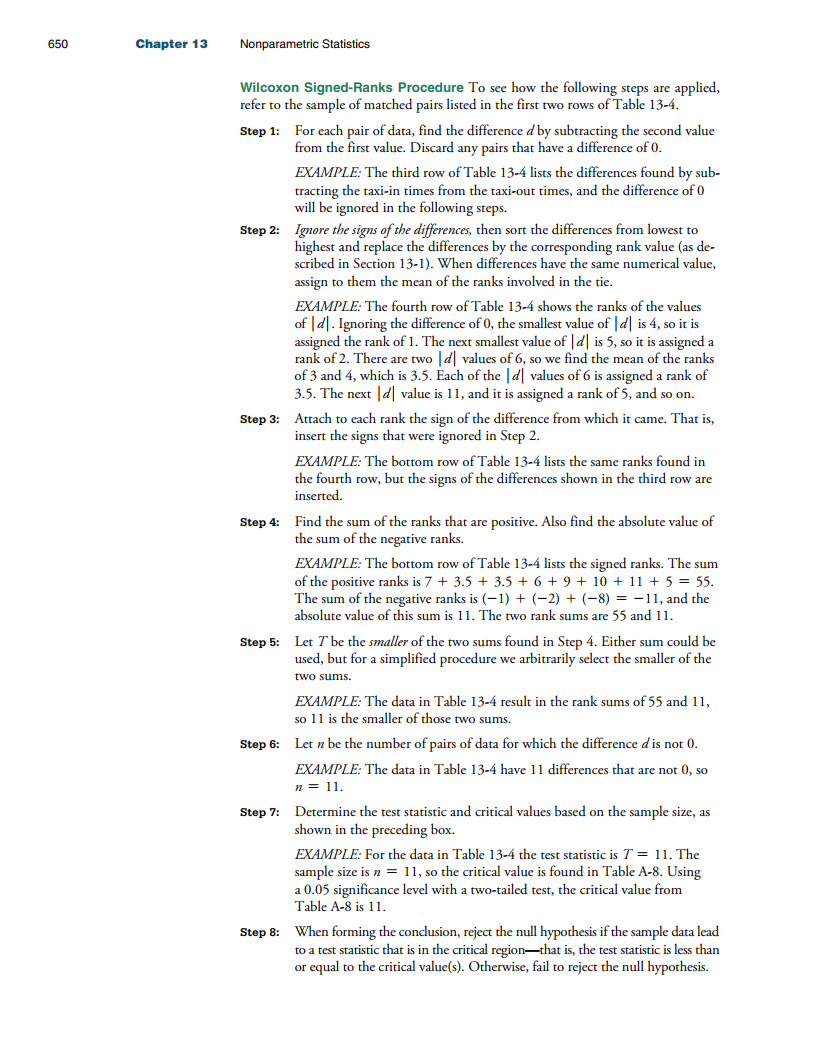 650 Chapter 13 Nonparametric Statistics
Wilcoxon Signed-Ranks Procedure To see how the following steps are applied,
refer to the sample of matched pairs listed in the first two rows of Table 13-4.
Step 1: For each pair of data, find the difference d by subtracting the second value
from the first value. Discard any pairs that have a difference of 0.
EXAMPLE: The third row of Table 13-4 lists the differences found by sub-
tracting the taxi-in times from the taxi-out times, and the difference of 0
will be ignored in the following steps.
Step 2: Ignore the signs of the differences, then sort the differences from lowest to
highest and replace the differences by the corresponding rank value (as de-
scribed in Section 13-1). When differences have the same numerical value,
assign to them the mean of the ranks involved in the tie.
EXAMPLE: The fourth row of Table 13-4 shows the ranks of the values
of |d|. Ignoring the difference of 0, the smallest value of |d| is 4, so it is
assigned the rank of 1. The next smallest value of |d| is 5, so it is assigned a
rank of 2. There are two |d| values of 6, so we find the mean of the ranks
of 3 and 4, which is 3.5. Each of the |d| values of 6 is assigned a rank of
3.5. The next |d| value is 11, and it is assigned a rank of 5, and so on.
Step 3: Attach to each rank the sign of the difference from which it came. That is,
insert the signs that were ignored in Step 2.
EXAMPLE: The bottom row of Table 13-4 lists the same ranks found in
the fourth row, but the signs of the differences shown in the third row are
inserted.
Step 4: Find the sum of the ranks that are positive. Also find the absolute value of
the sum of the negative ranks.
EXAMPLE: The bottom row of Table 13-4 lists the signed ranks. The sum
of the positive ranks is 7 + 3.5 + 3.5 + 6 + 9 + 10 + 11 + 5 = 55.
The sum of the negative ranks is (−1) + (−2) + (−8) = −11, and the
absolute value of this sum is 11. The two rank sums are 55 and 11.
Step 5: Let T be the smaller of the two sums found in Step 4. Either sum could be
used, but for a simplified procedure we arbitrarily select the smaller of the
two sums.
EXAMPLE: The data in Table 13-4 result in the rank sums of 55 and 11,
so 11 is the smaller of those two sums.
Step 6: Let n be the number of pairs of data for which the difference d is not 0.
EXAMPLE: The data in Table 13-4 have 11 differences that are not 0, so
n = 11.
Step 7: Determine the test statistic and critical values based on the sample size, as
shown in the preceding box.
EXAMPLE: For the data in Table 13-4 the test statistic is T = 11. The
sample size is n = 11, so the critical value is found in Table A-8. Using
a 0.05 significance level with a two-tailed test, the critical value from
Table A-8 is 11.
Step 8: When forming the conclusion, reject the null hypothesis if the sample data lead
to a test statistic that is in the critical region—that is, the test statistic is less than
or equal to the critical value(s). Otherwise, fail to reject the null hypothesis.